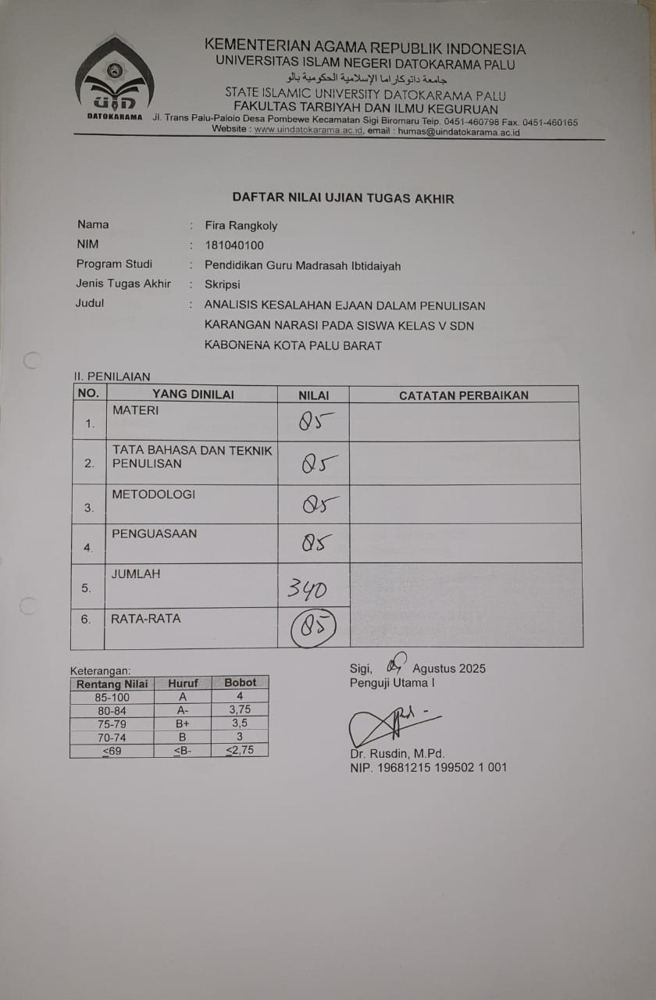 KEMENTERIAN AGAMA REPUBLIK INDONESIA
UNIVERSITAS ISLAM NEGERI DATOKARAMA PALU
جامعة داتوكاراما الإسلامية الحكومية بالو
STATE ISLAMIC UNIVERSITY DATOKARAMA PALU
FAKULTAS TARBIYAH DAN ILMU KEGURUAN
UIN
DATOKARAMA
Jl. Trans Palu-Palolo Desa Pombewe Kecamatan Sigi Biromaru Telp. 0451-460798 Fax. 0451-460165
Website : www.uindatokarama.ac.id, email : humas@uindatokarama.ac.id
DAFTAR NILAI UJIAN TUGAS AKHIR
Nama : Fira Rangkoly
NIM : 181040100
Program Studi : Pendidikan Guru Madrasah Ibtidaiyah
Jenis Tugas Akhir : Skripsi
Judul : ANALISIS KESALAHAN EJAAN DALAM PENULISAN
KARANGAN NARASI PADA SISWA KELAS V SDN
KABONENA KOTA PALU BARAT
II. PENILAIAN
NO. YANG DINILAI NILAI CATATAN PERBAIKAN
1. MATERI 85
2. TATA BAHASA DAN TEKNIK PENULISAN 85
3. METODOLOGI 85
4. PENGUASAAN 85
5. JUMLAH 340
6. RATA-RATA 85
Sigi, Agustus 2025
Penguji Utama I
Dr. Rusdin, M.Pd.
NIP. 19681215 199502 1 001
Keterangan:
Rentang Nilai Huruf Bobot
85-100 A 4
80-84 A- 3,75
75-79 B+ 3,5
70-74 B 3
≤69 ≤B- ≤2,75